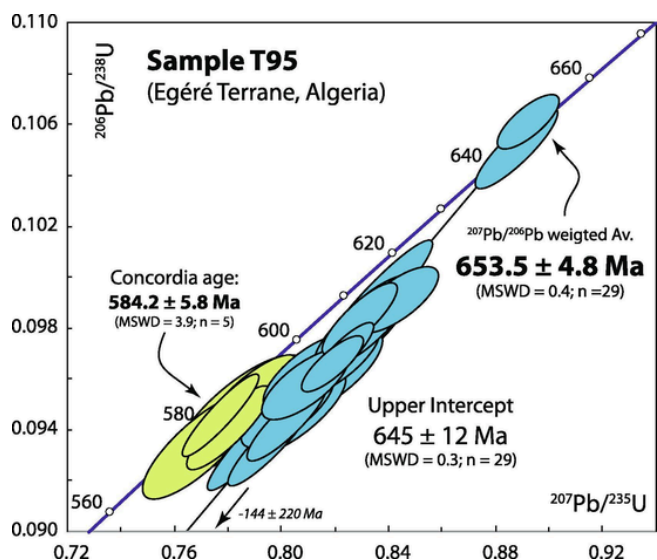 0.110
0.106
0.102
0.098
0.094
0.090
²⁰⁶Pb/²³⁸U
Sample T95
(Egéré Terrane, Algeria)
660
640
620
600
580
560
²⁰⁷Pb/²⁰⁶Pb weigted Av.
653.5 ± 4.8 Ma
(MSWD = 0.4; n =29)
Concordia age:
584.2 ± 5.8 Ma
(MSWD = 3.9; n = 5)
Upper Intercept
645 ± 12 Ma
(MSWD = 0.3; n = 29)
-144 ± 220 Ma
²⁰⁷Pb/²³⁵U
0.72
0.76
0.80
0.84
0.88
0.92